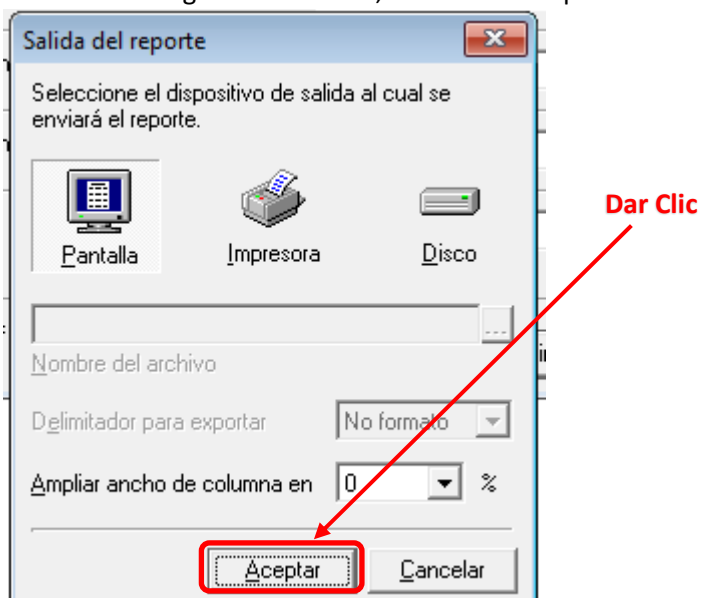 Salida del reporte
Seleccione el dispositivo de salida al cual se
enviará el reporte.
Dar Clic
Pantalla Impresora Disco
...
Nombre del archivo
Delimitador para exportar No formato
Ampliar ancho de columna en 0 %
Aceptar Cancelar